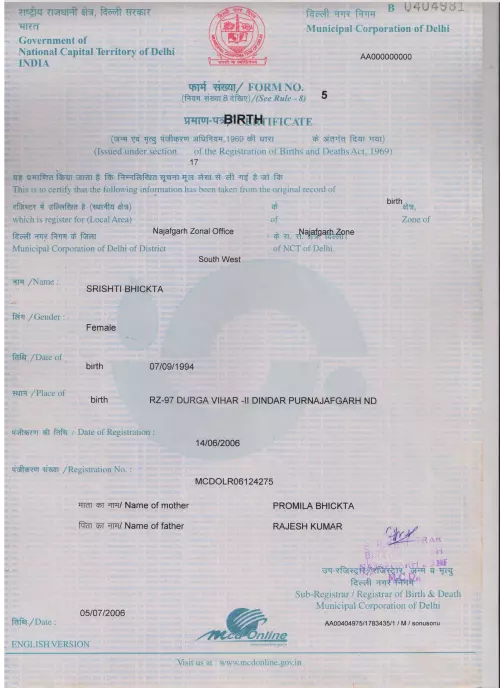 राष्ट्रीय राजधानी क्षेत्र, दिल्ली सरकार
भारत
Government of
National Capital Territory of Delhi
INDIA
दिल्ली नगर निगम
B 0404981
Municipal Corporation of Delhi
AA000000000
फार्म संख्या/ FORM NO. 5
(नियम संख्या 8 देखिए)/(See Rule - 8)
प्रमाण-पत्र/BIRTH CERTIFICATE
(जन्म एवं मृत्यु पंजीकरण अधिनियम,1969 की धारा के अंतर्गत दिया गया)
(Issued under section of the Registration of Births and Deaths Act, 1969)
17
यह प्रमाणित किया जाता है कि निम्नलिखित सूचना मूल लेखा से ली गई है जो कि
This is to certify that the following information has been taken from the original record of
birth
रजिस्टर में उल्लिखित है (स्थानीय क्षेत्र) के क्षेत्र,
which is register for (Local Area) of Zone of
Najafgarh Zonal Office Najafgarh Zone
दिल्ली नगर निगम के जिला के रा. रा. क्षेत्र दिल्ली।
Municipal Corporation of Delhi of District of NCT of Delhi.
South West
नाम /Name :
SRISHTI BHICKTA
लिंग /Gender :
Female
तिथि /Date of
birth 07/09/1994
स्थान /Place of
birth RZ-97 DURGA VIHAR -II DINDAR PURNAJAFGARH ND
पंजीकरण की तिथि / Date of Registration :
14/06/2006
पंजीकरण संख्या /Registration No. :
MCDOLR06124275
माता का नाम/ Name of mother PROMILA BHICKTA
पिता का नाम/ Name of father RAJESH KUMAR
उप-रजिस्ट्रार/रजिस्ट्रार, जन्म व मृत्यु
दिल्ली नगर निगम
Sub-Registrar / Registrar of Birth & Death
Municipal Corporation of Delhi
05/07/2006
तिथि /Date :
AA00404975/1783435/1 / M / sonusonu
mcd Online
ENGLISH VERSION
Visit us at : www.mcdonline.gov.in